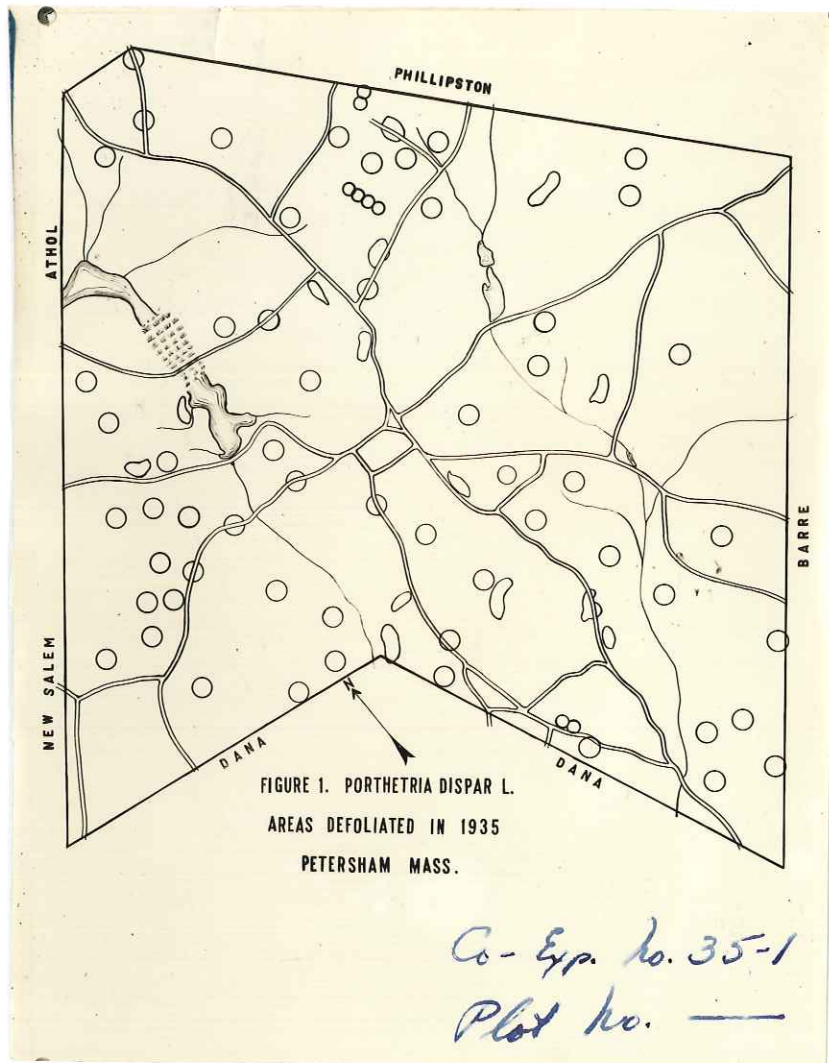 PHILLIPSTON
ATHOL
BARRE
NEW SALEM
DANA
N
DANA
FIGURE 1. PORTHETRIA DISPAR L.
AREAS DEFOLIATED IN 1935
PETERSHAM MASS.
Co-Exp. No. 35-1
Plot No. —